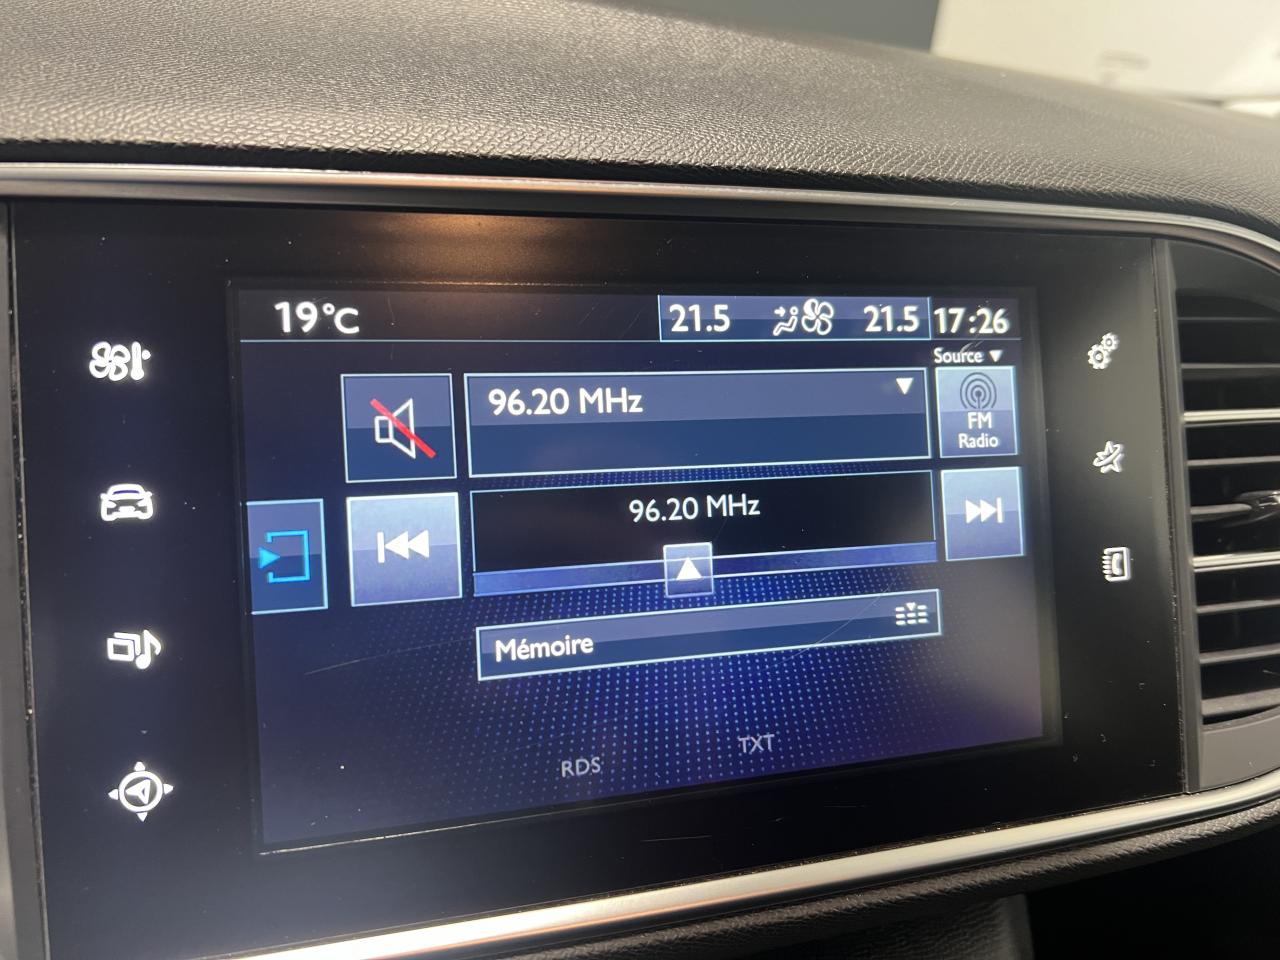 19°C
21.5 21.5 17:26
Source
96.20 MHz
FM
Radio
96.20 MHz
Mémoire
TXT
RDS